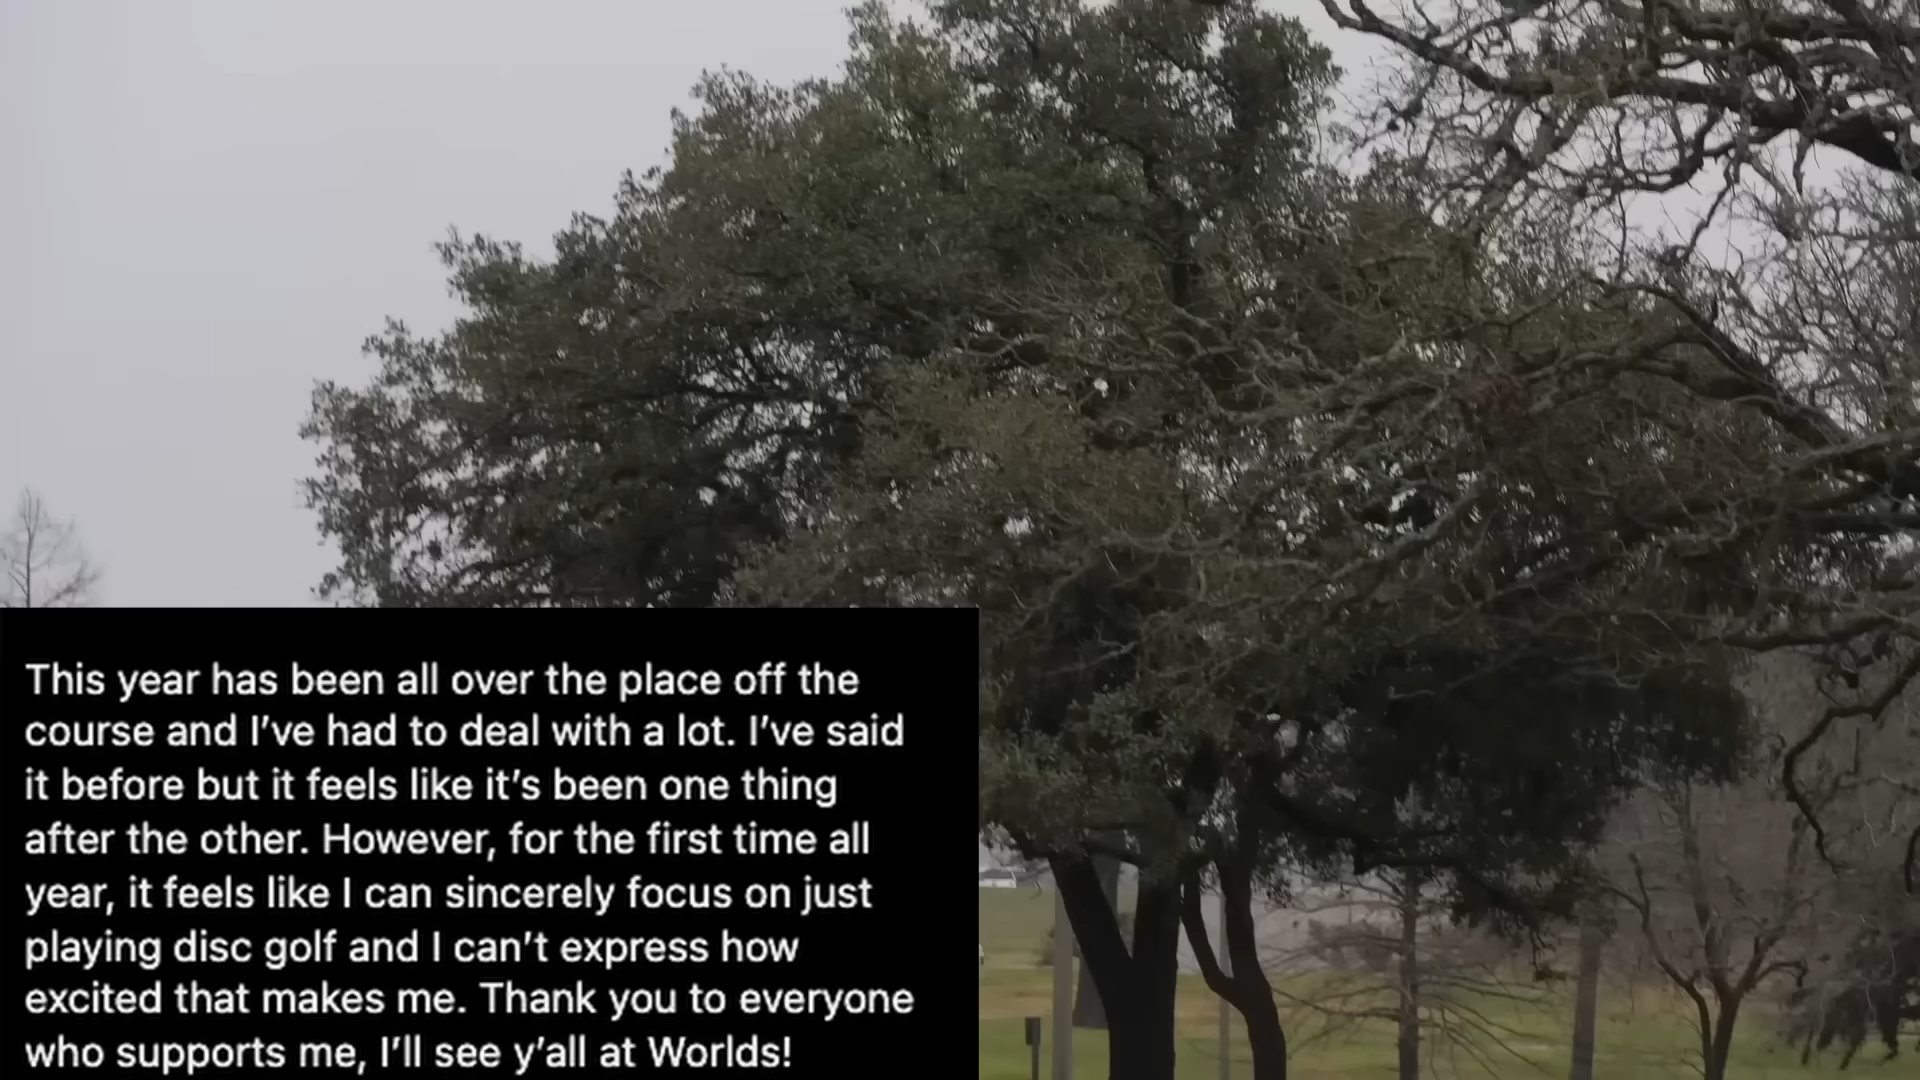 This year has been all over the place off the
course and I’ve had to deal with a lot. I’ve said
it before but it feels like it’s been one thing
after the other. However, for the first time all
year, it feels like I can sincerely focus on just
playing disc golf and I can’t express how
excited that makes me. Thank you to everyone
who supports me, I’ll see y’all at Worlds!